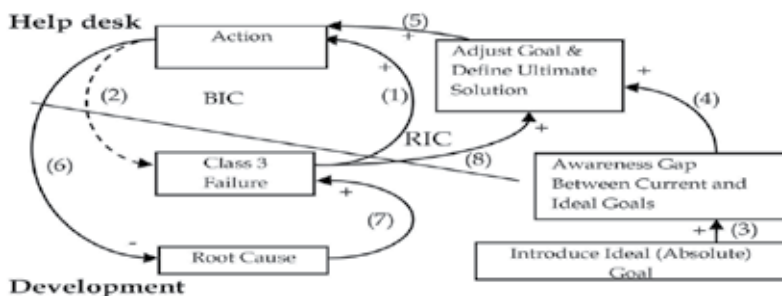 Help desk
Action
(5)
+
Adjust Goal &
Define Ultimate
Solution
+
+
(2)
BIC
(1)
(4)
(6)
RIC
+
(8)
Class 3
Failure
Awareness Gap
Between Current and
Ideal Goals
+
(7)
-
Root Cause
+
(3)
Introduce Ideal (Absolute)
Goal
Development